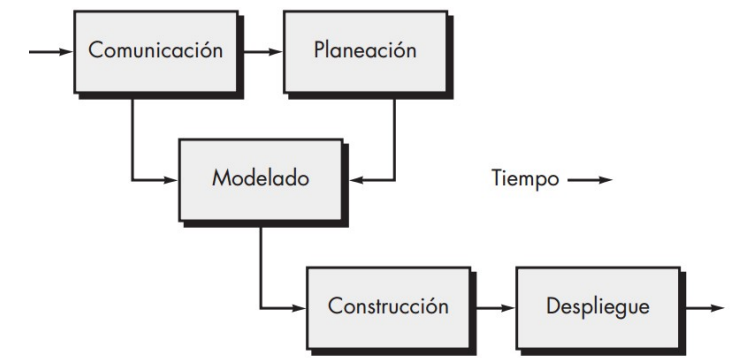 Comunicación
Planeación
Modelado
Tiempo
Construcción
Despliegue